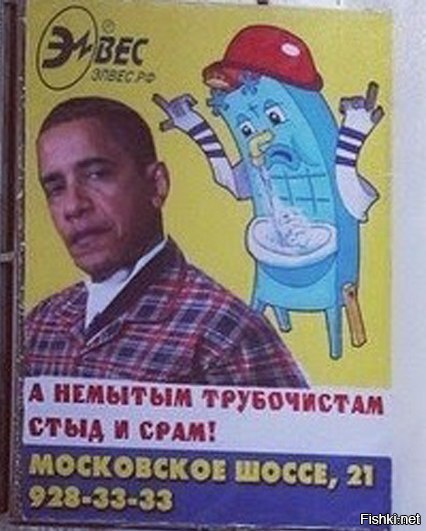 ЭЛВЕС
ЭЛВЕС.РФ
А НЕМЫТЫМ ТРУБОЧИСТАМ
СТЫД И СРАМ!
МОСКОВСКОЕ ШОССЕ, 21
928-33-33
Fishki.net